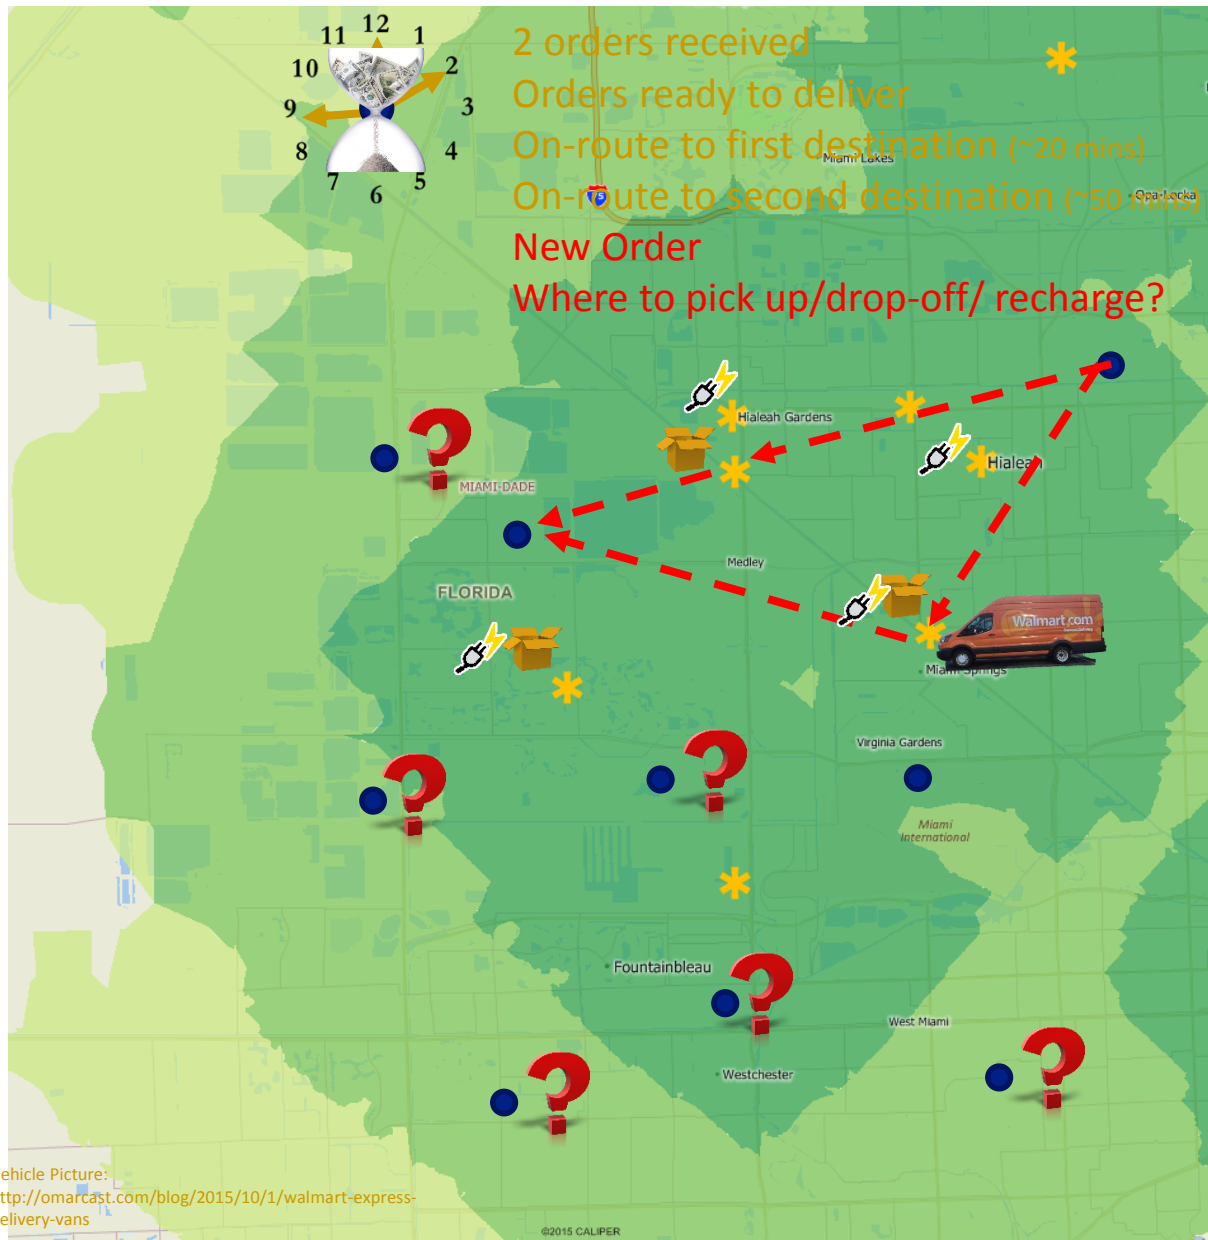 12
11
1
10
2
9
3
8
4
7
5
6
2 orders received
Orders ready to deliver
On-route to first destination (~20 mins)
On-route to second destination (~50 mins)
New Order
Where to pick up/drop-off/ recharge?
Miami Lakes
Opa-Locka
Hialeah Gardens
Hialeah
MIAMI-DADE
Medley
FLORIDA
Walmart.com
Miami Springs
Virginia Gardens
Miami
International
Fountainbleau
West Miami
Westchester
ehicle Picture:
ttp://omarcast.com/blog/2015/10/1/walmart-express-
elivery-vans
©2015 CALIPER